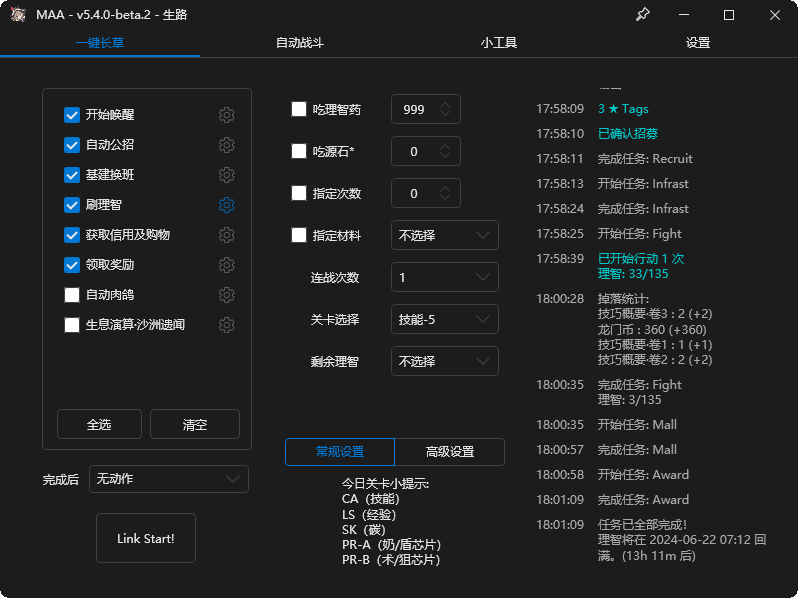 MAA - v5.4.0-beta.2 - 生路
一键长草
自动战斗
小工具
设置
开始唤醒
自动公招
基建换班
刷理智
获取信用及购物
领取奖励
自动肉鸽
生息演算·沙洲遗闻
全选
清空
完成后
无动作
Link Start!
吃理智药
999
吃源石*
0
指定次数
0
指定材料
不选择
连战次数
1
关卡选择
技能-5
剩余理智
不选择
常规设置
高级设置
今日关卡小提示:
CA（技能）
LS（经验）
SK（碳）
PR-A（奶/盾芯片）
PR-B（术/狙芯片）
17:58:09 3 ★ Tags
17:58:10 已确认招募
17:58:11 完成任务: Recruit
17:58:13 开始任务: Infrast
17:58:24 完成任务: Infrast
17:58:25 开始任务: Fight
17:58:39 已开始行动 1 次
理智: 33/135
18:00:28 掉落统计:
技巧概要·卷3 : 2 (+2)
龙门币 : 360 (+360)
技巧概要·卷1 : 1 (+1)
技巧概要·卷2 : 2 (+2)
18:00:35 完成任务: Fight
理智: 3/135
18:00:35 开始任务: Mall
18:00:57 完成任务: Mall
18:00:58 开始任务: Award
18:01:09 完成任务: Award
18:01:09 任务已全部完成!
理智将在 2024-06-22 07:12 回
满。(13h 11m 后)